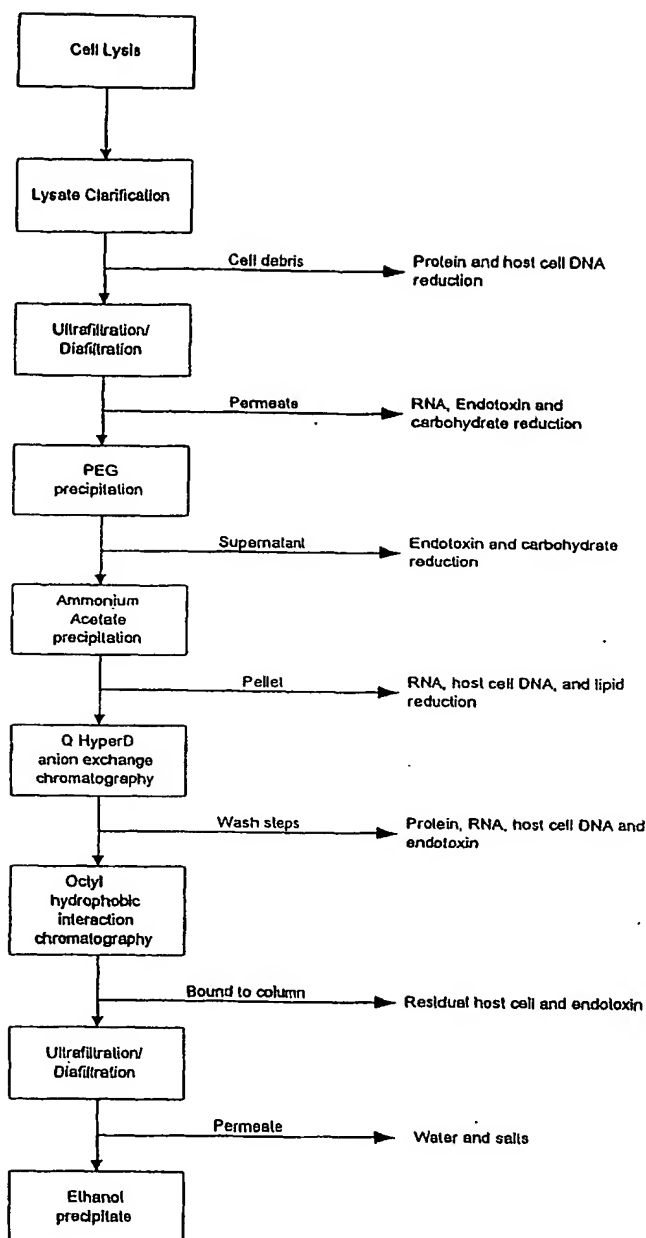 Cell Lysis
Lysate Clarification
Cell debris
Protein and host cell DNA
reduction
Ultrafiltration/
Diafiltration
Permeate
RNA, Endotoxin and
carbohydrate reduction
PEG
precipitation
Supernatant
Endotoxin and carbohydrate
reduction
Ammonium
Acetate
precipitation
Pellet
RNA, host cell DNA, and lipid
reduction
Q HyperD
anion exchange
chromatography
Wash steps
Protein, RNA, host cell DNA and
endotoxin
Octyl
hydrophobic
interaction
chromatography
Bound to column
Residual host cell and endotoxin
Ultrafiltration/
Diafiltration
Permeate
Water and salts
Ethanol
precipitate